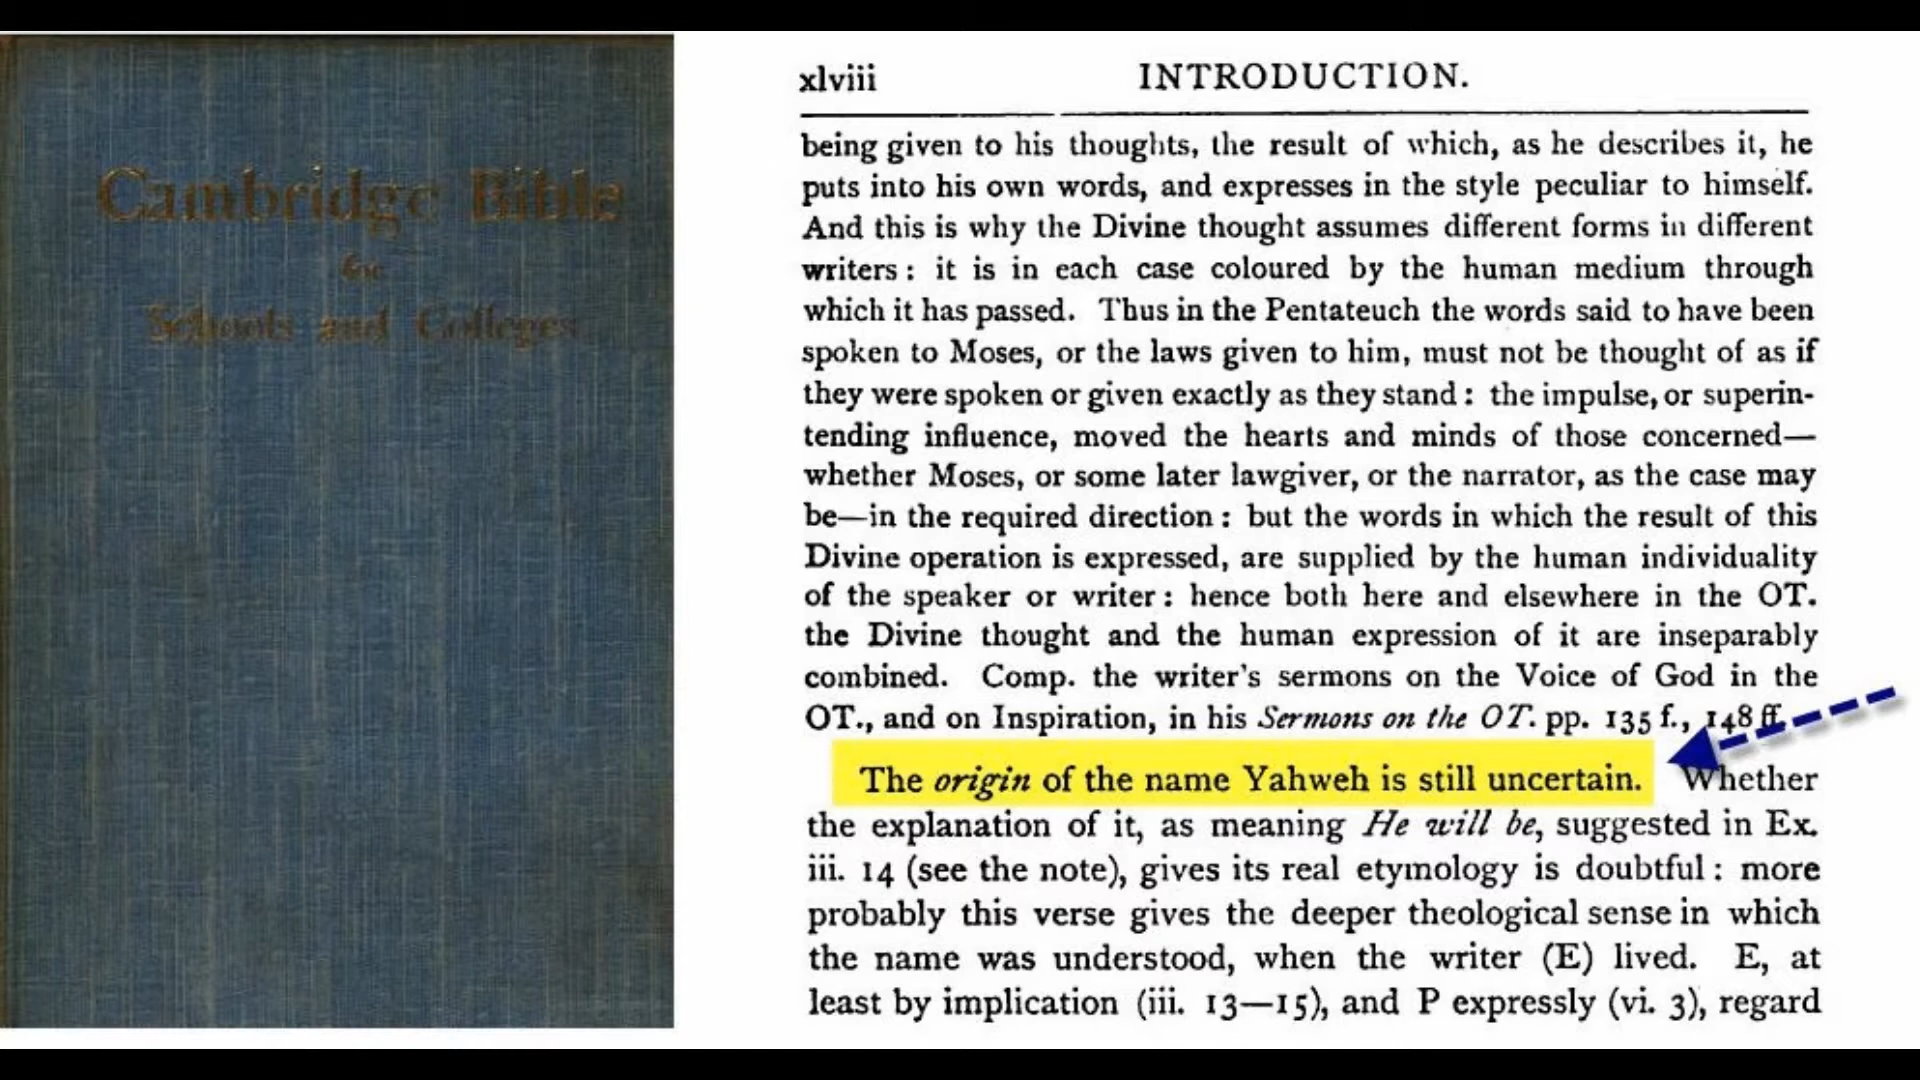 Cambridge Bible
for
Schools and Colleges
xlviii INTRODUCTION.
being given to his thoughts, the result of which, as he describes it, he
puts into his own words, and expresses in the style peculiar to himself.
And this is why the Divine thought assumes different forms in different
writers : it is in each case coloured by the human medium through
which it has passed. Thus in the Pentateuch the words said to have been
spoken to Moses, or the laws given to him, must not be thought of as if
they were spoken or given exactly as they stand : the impulse, or superin-
tending influence, moved the hearts and minds of those concerned—
whether Moses, or some later lawgiver, or the narrator, as the case may
be—in the required direction : but the words in which the result of this
Divine operation is expressed, are supplied by the human individuality
of the speaker or writer : hence both here and elsewhere in the OT.
the Divine thought and the human expression of it are inseparably
combined. Comp. the writer's sermons on the Voice of God in the
OT., and on Inspiration, in his Sermons on the OT. pp. 135 f., 148 ff
The origin of the name Yahweh is still uncertain. Whether
the explanation of it, as meaning He will be, suggested in Ex.
iii. 14 (see the note), gives its real etymology is doubtful : more
probably this verse gives the deeper theological sense in which
the name was understood, when the writer (E) lived. E, at
least by implication (iii. 13—15), and P expressly (vi. 3), regard